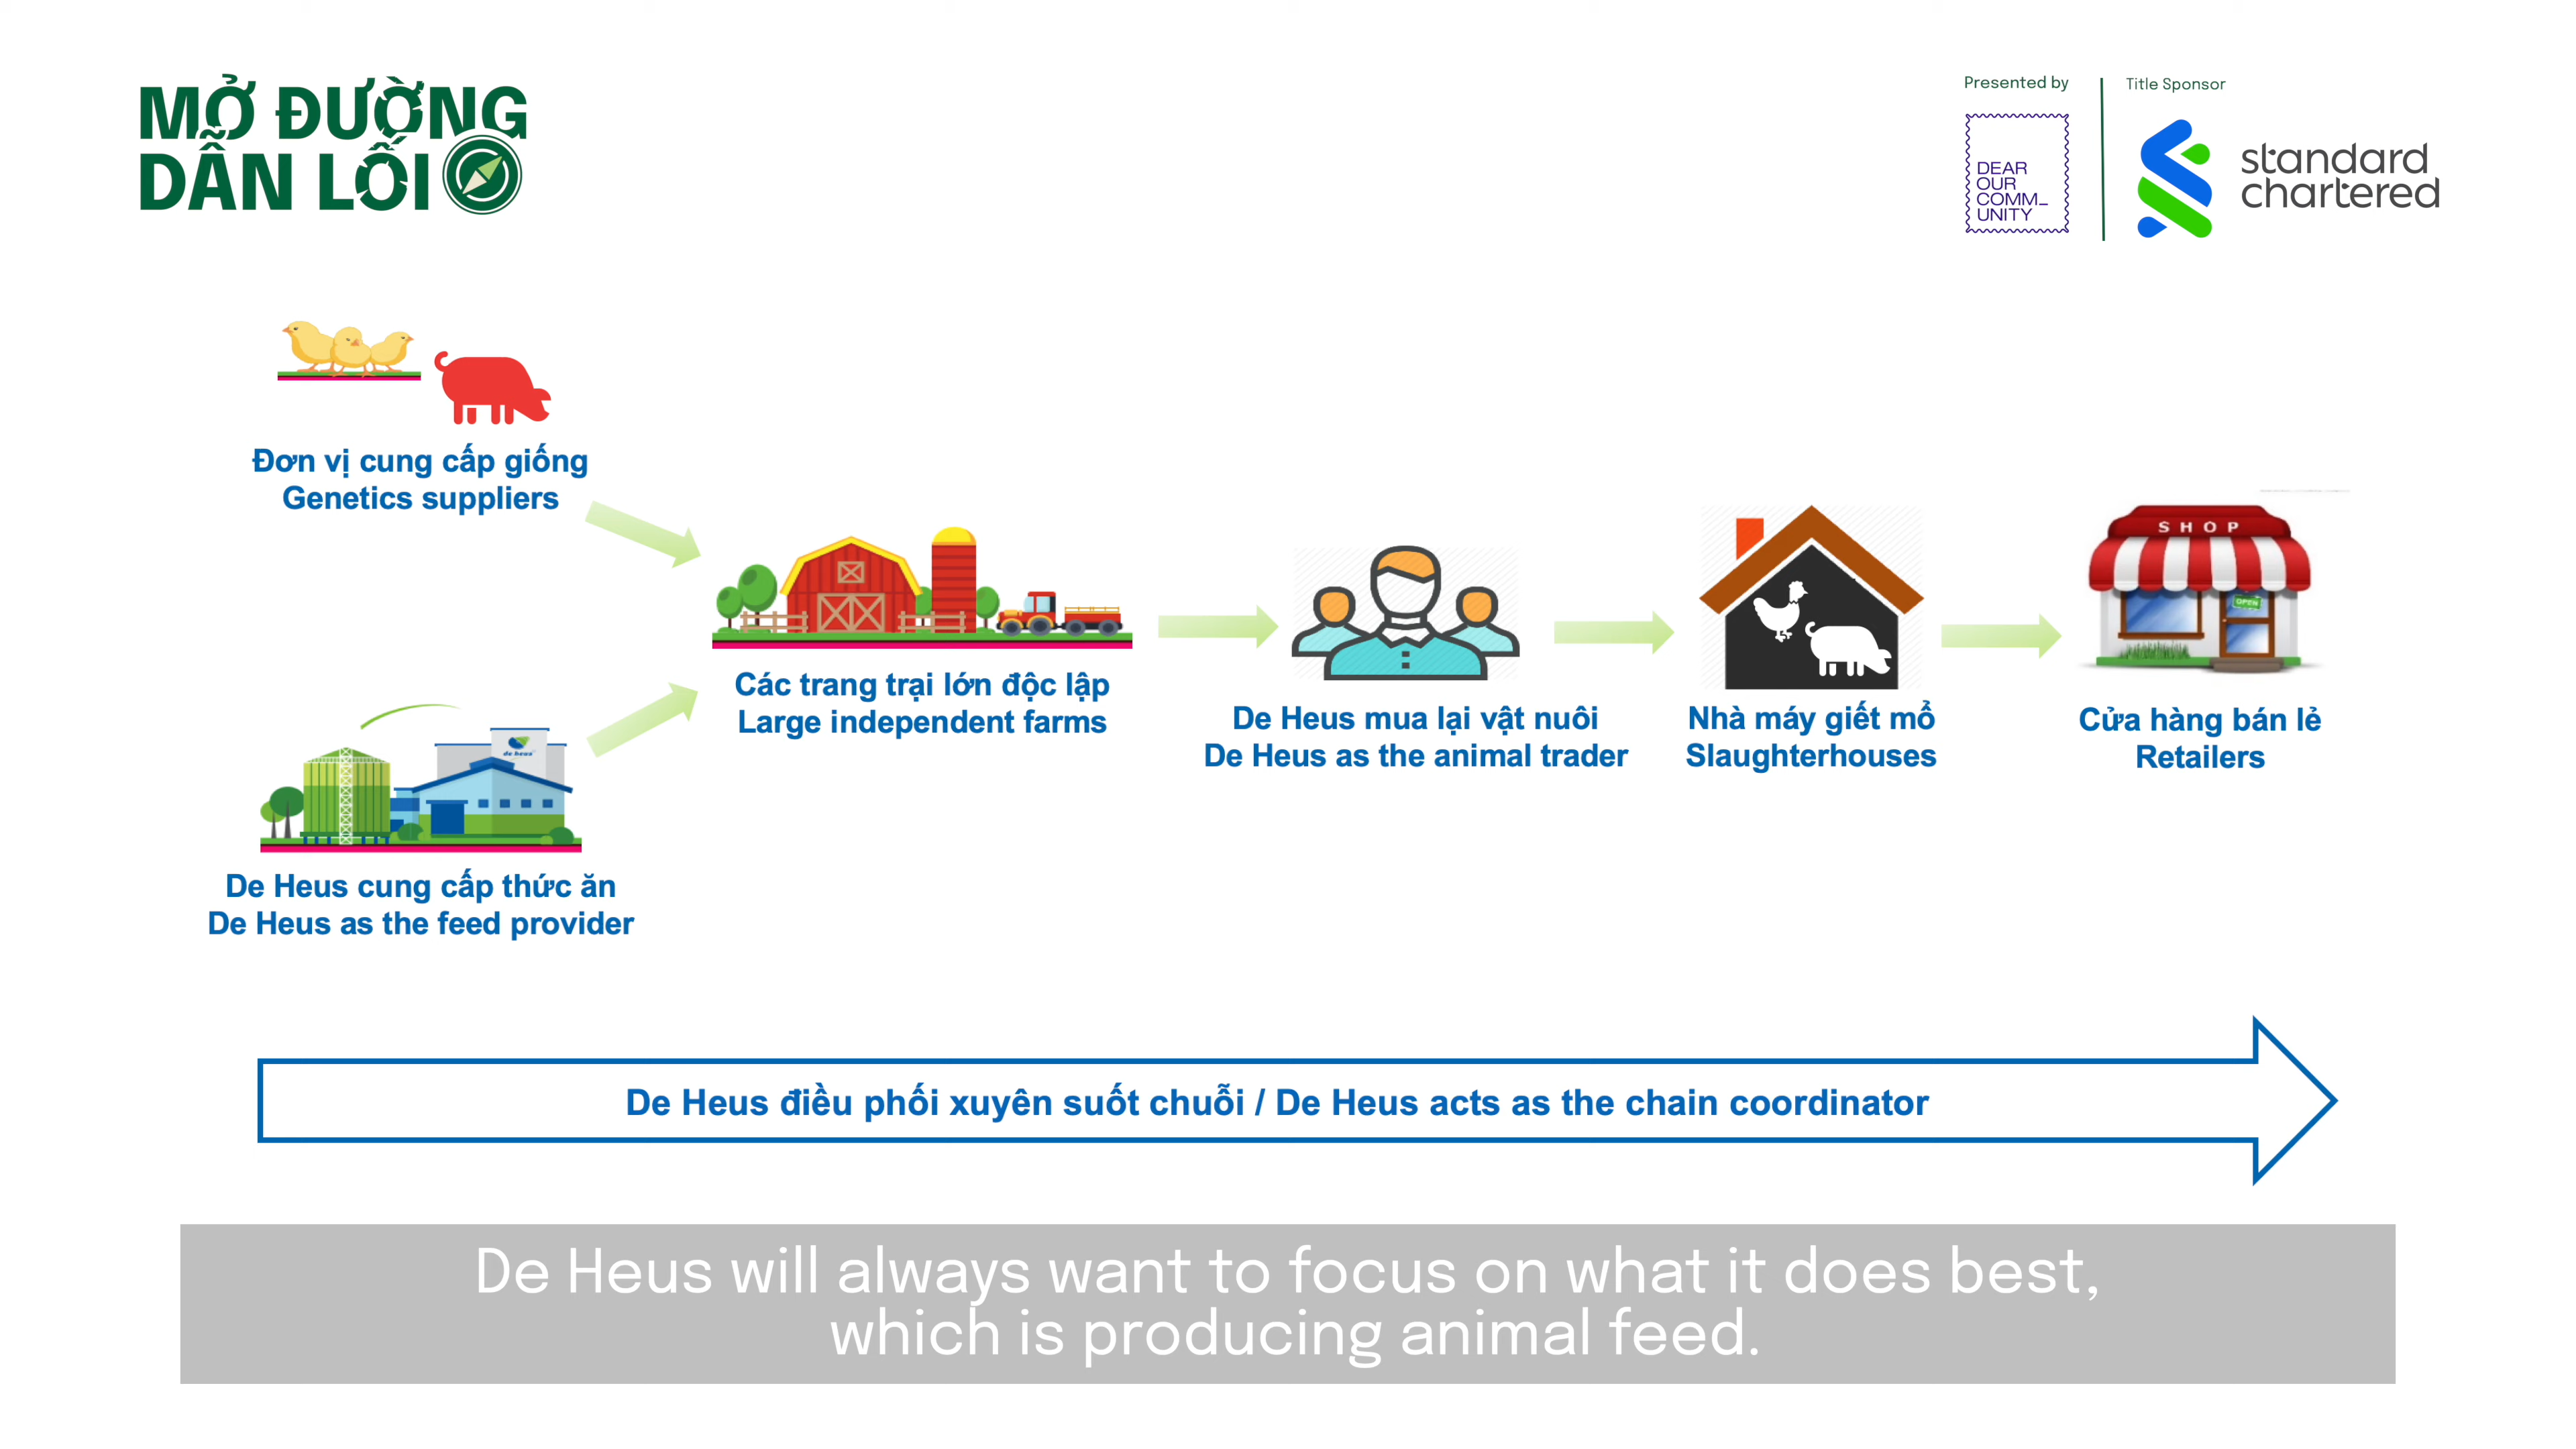 MỞ ĐƯỜNG
DẪN LỐI
Presented by
DEAR
OUR
COMM_
UNITY
Title Sponsor
standard
chartered
Đơn vị cung cấp giống
Genetics suppliers
de heus
De Heus cung cấp thức ăn
De Heus as the feed provider
Các trang trại lớn độc lập
Large independent farms
De Heus mua lại vật nuôi
De Heus as the animal trader
Nhà máy giết mổ
Slaughterhouses
SHOP
OPEN
Cửa hàng bán lẻ
Retailers
De Heus điều phối xuyên suốt chuỗi / De Heus acts as the chain coordinator
De Heus will always want to focus on what it does best,
which is producing animal feed.